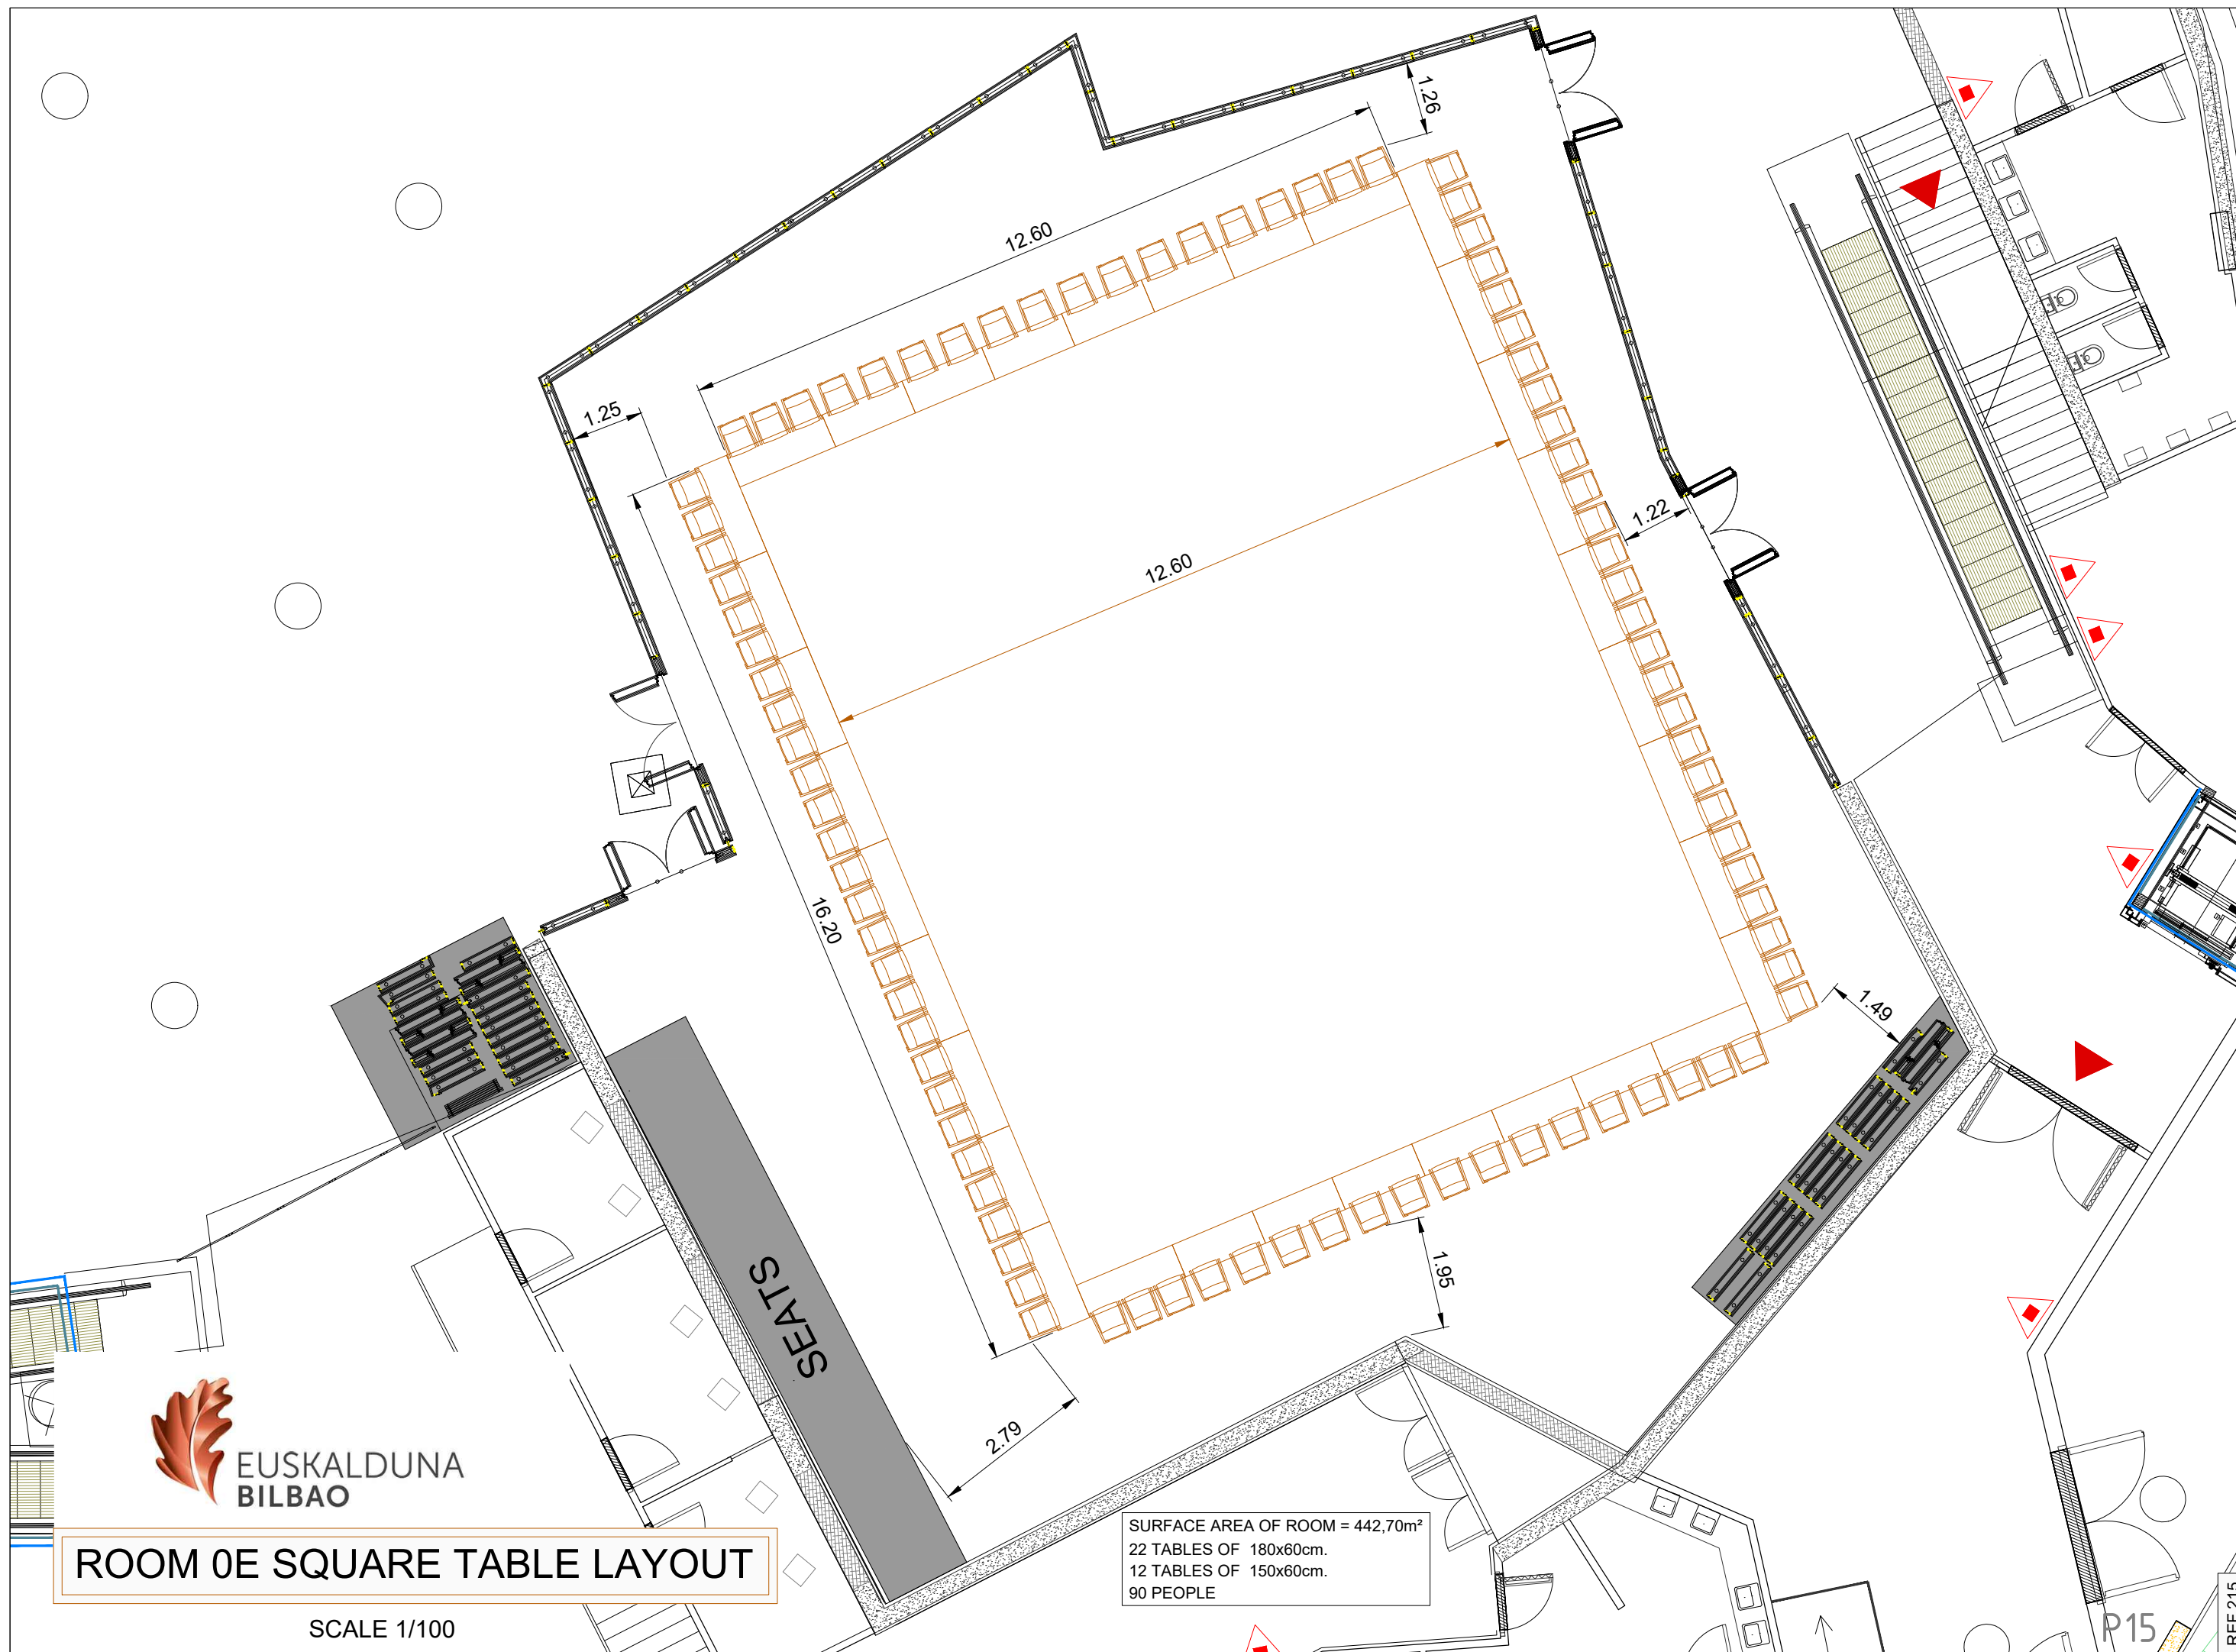 1.26
12.60
1.25
1.22
12.60
16.20
1.49
1.95
SEATS
2.79
EUSKALDUNA
BILBAO
ROOM 0E SQUARE TABLE LAYOUT
SCALE 1/100
SURFACE AREA OF ROOM = 442,70m²
22 TABLES OF 180x60cm.
12 TABLES OF 150x60cm.
90 PEOPLE
P15